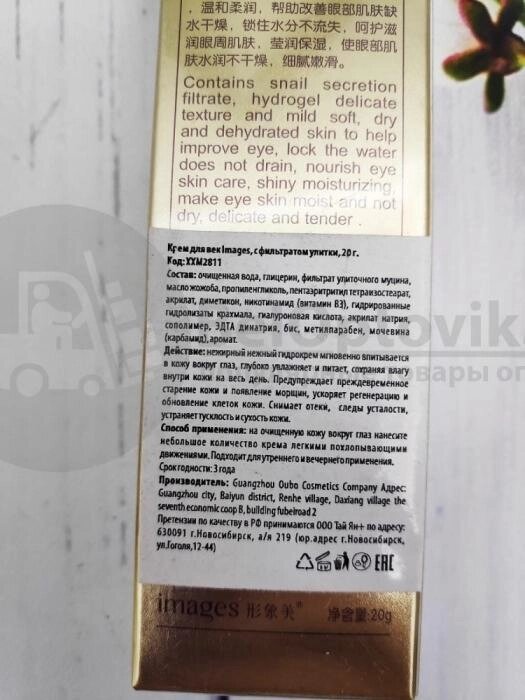 ，温和柔润，帮助改善眼部肌肤缺
水干燥，锁住水分不流失，呵护滋
润眼周肌肤，莹润保湿，使眼部肌
肤水润不干燥，细腻嫩滑。
Contains snail secretion
filtrate, hydrogel delicate
texture and mild soft, dry
and dehydrated skin to help
improve eye, lock the water
does not drain, nourish eye
skin care, shiny moisturizing,
make eye skin moist and not
dry, delicate and tender .
Крем для век Images, с фильтратом улитки, 20 г.
Код: XXM2811
Состав: очищенная вода, глицерин, фильтрат улиточного муцина,
масло жожоба, пропиленгликоль, пентаэритритил тетраизостеарат,
акрилат, диметикон, никотинамид (витамин В3), гидрированные
гидролизаты крахмала, гиалуроновая кислота, акрилат натрия,
сополимер, ЭДТА динатрия, бис, метилпарабен, мочевина
(карбамид), аромат.
Действие: нежирный нежный гидрокрем мгновенно впитывается
в кожу вокруг глаз, глубоко увлажняет и питает, сохраняя влагу
внутри кожи на весь день. Предупреждает преждевременное
старение кожи и появление морщин, ускоряет регенерацию и
обновление клеток кожи. Снимает отеки, следы усталости,
устраняет тусклость и сухость кожи.
Способ применения: на очищенную кожу вокруг глаз нанесите
небольшое количество крема легкими похлопывающими
движениями. Подходит для утреннего и вечернего применения.
Срок годности: 3 года
Производитель: Guangzhou Oubo Cosmetics Company Адрес:
Guangzhou city, Baiyun district, Renhe village, Daxiang village the
seventh economic coop B, building fubei road 2
Претензии по качеству в РФ принимаются ООО Тай Ян+ по адресу:
630091 г.Новосибирск, а/я 219 (юр.адрес г.Новосибирск,
ул.Гоголя,12-44)
EAC
images 形象美® 净含量:20g
optovik
товары оп